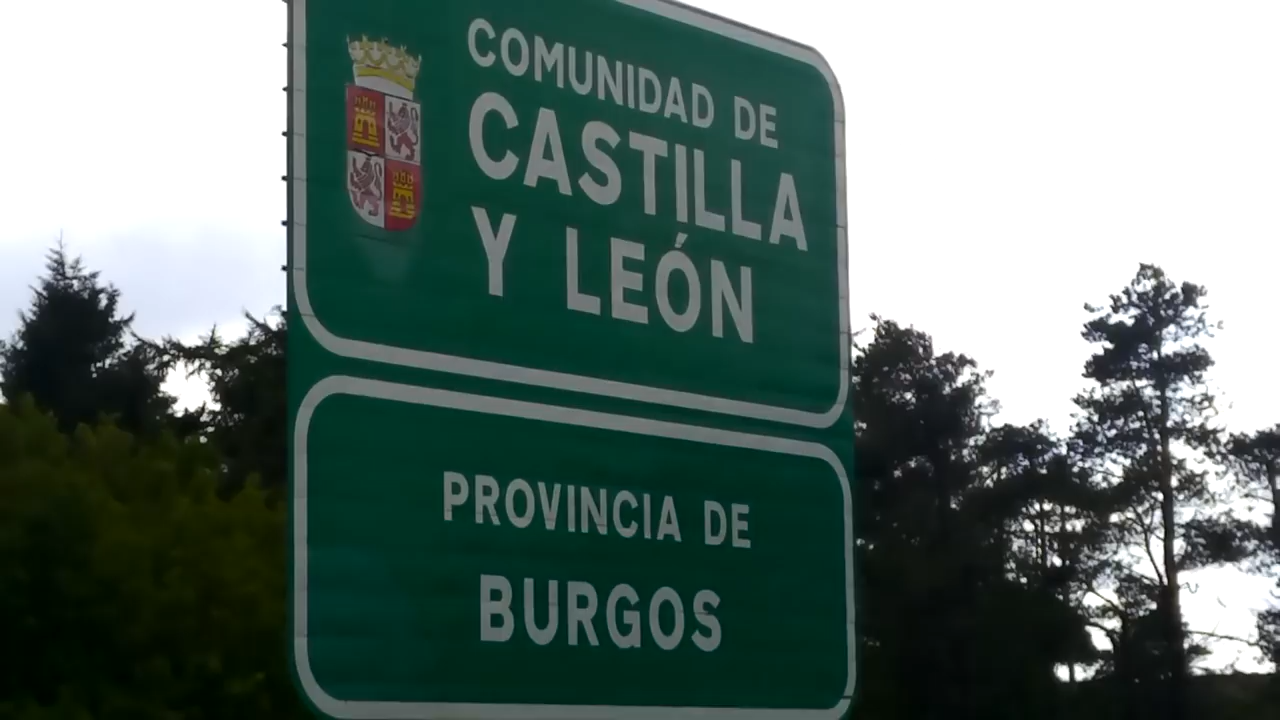 COMUNIDAD DE
CASTILLA
Y LEÓN
PROVINCIA DE
BURGOS